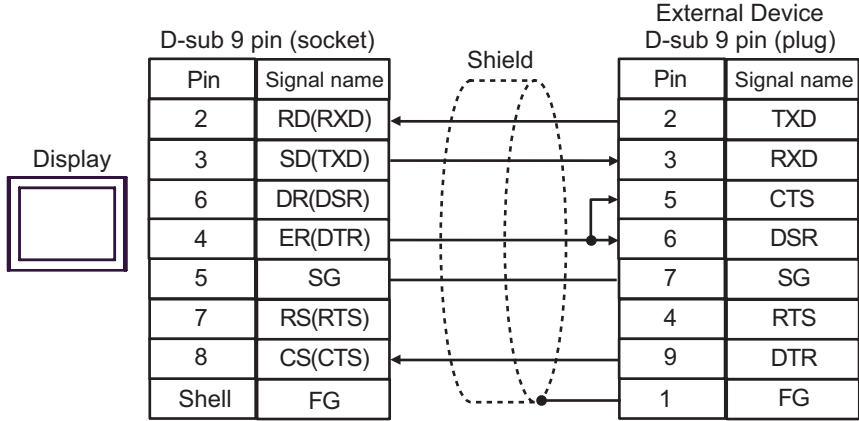 External Device
D-sub 9 pin (socket) D-sub 9 pin (plug)
Shield
Pin Signal name Pin Signal name
2 RD(RXD) 2 TXD
Display 3 SD(TXD) 3 RXD
6 DR(DSR) 5 CTS
4 ER(DTR) 6 DSR
5 SG 7 SG
7 RS(RTS) 4 RTS
8 CS(CTS) 9 DTR
Shell FG 1 FG